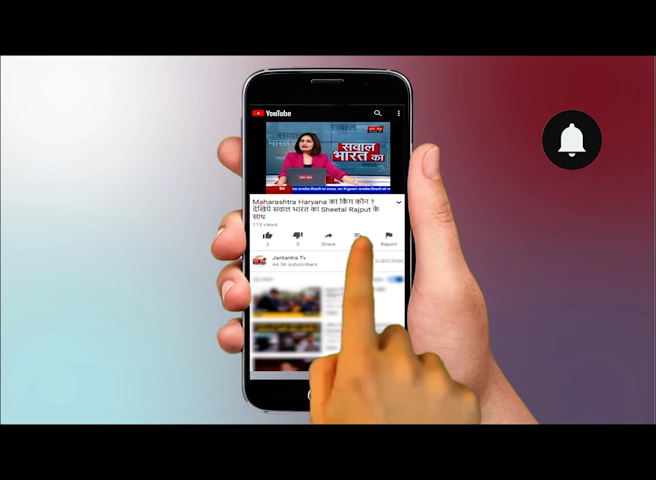 YouTube
सवाल
भारत का
Maharashtra Haryana का किंग कौन ?
देखिये सवाल भारत का Sheetal Rajput के
साथ
113 views
2
0
Share
Report
Jantantra Tv
44.3K subscribers
SUBSCRIBE